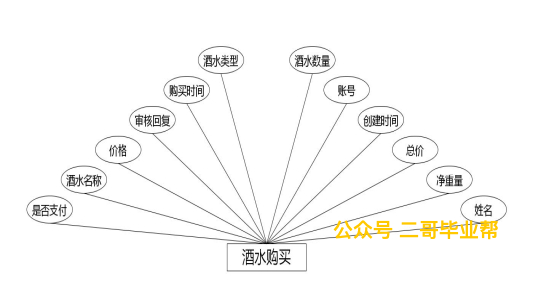 酒水类型 酒水数量
购买时间 账号
审核回复 创建时间
价格 总价
酒水名称 净重量
是否支付 姓名
公众号 二哥毕业帮
酒水购买